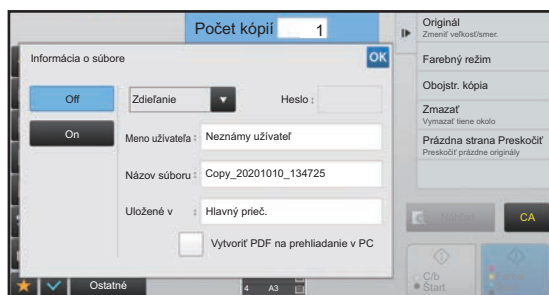 Počet kópií 1
Informácia o súbore
OK
Off
On
Zdieľanie
Heslo :
Meno užívateľa : Neznámy užívateľ
Názov súboru : Copy_20201010_134725
Uložené v : Hlavný prieč.
Vytvoriť PDF na prehliadanie v PC
Originál
Zmeniť veľkosť/smer.
Farebný režim
Obojstr. kópia
Zmazať
Vymazať tiene okolo
Prázdna strana Preskočiť
Preskočiť prázdne originály
CA
C/b
Štart
Štart
Ostatné
4 A3